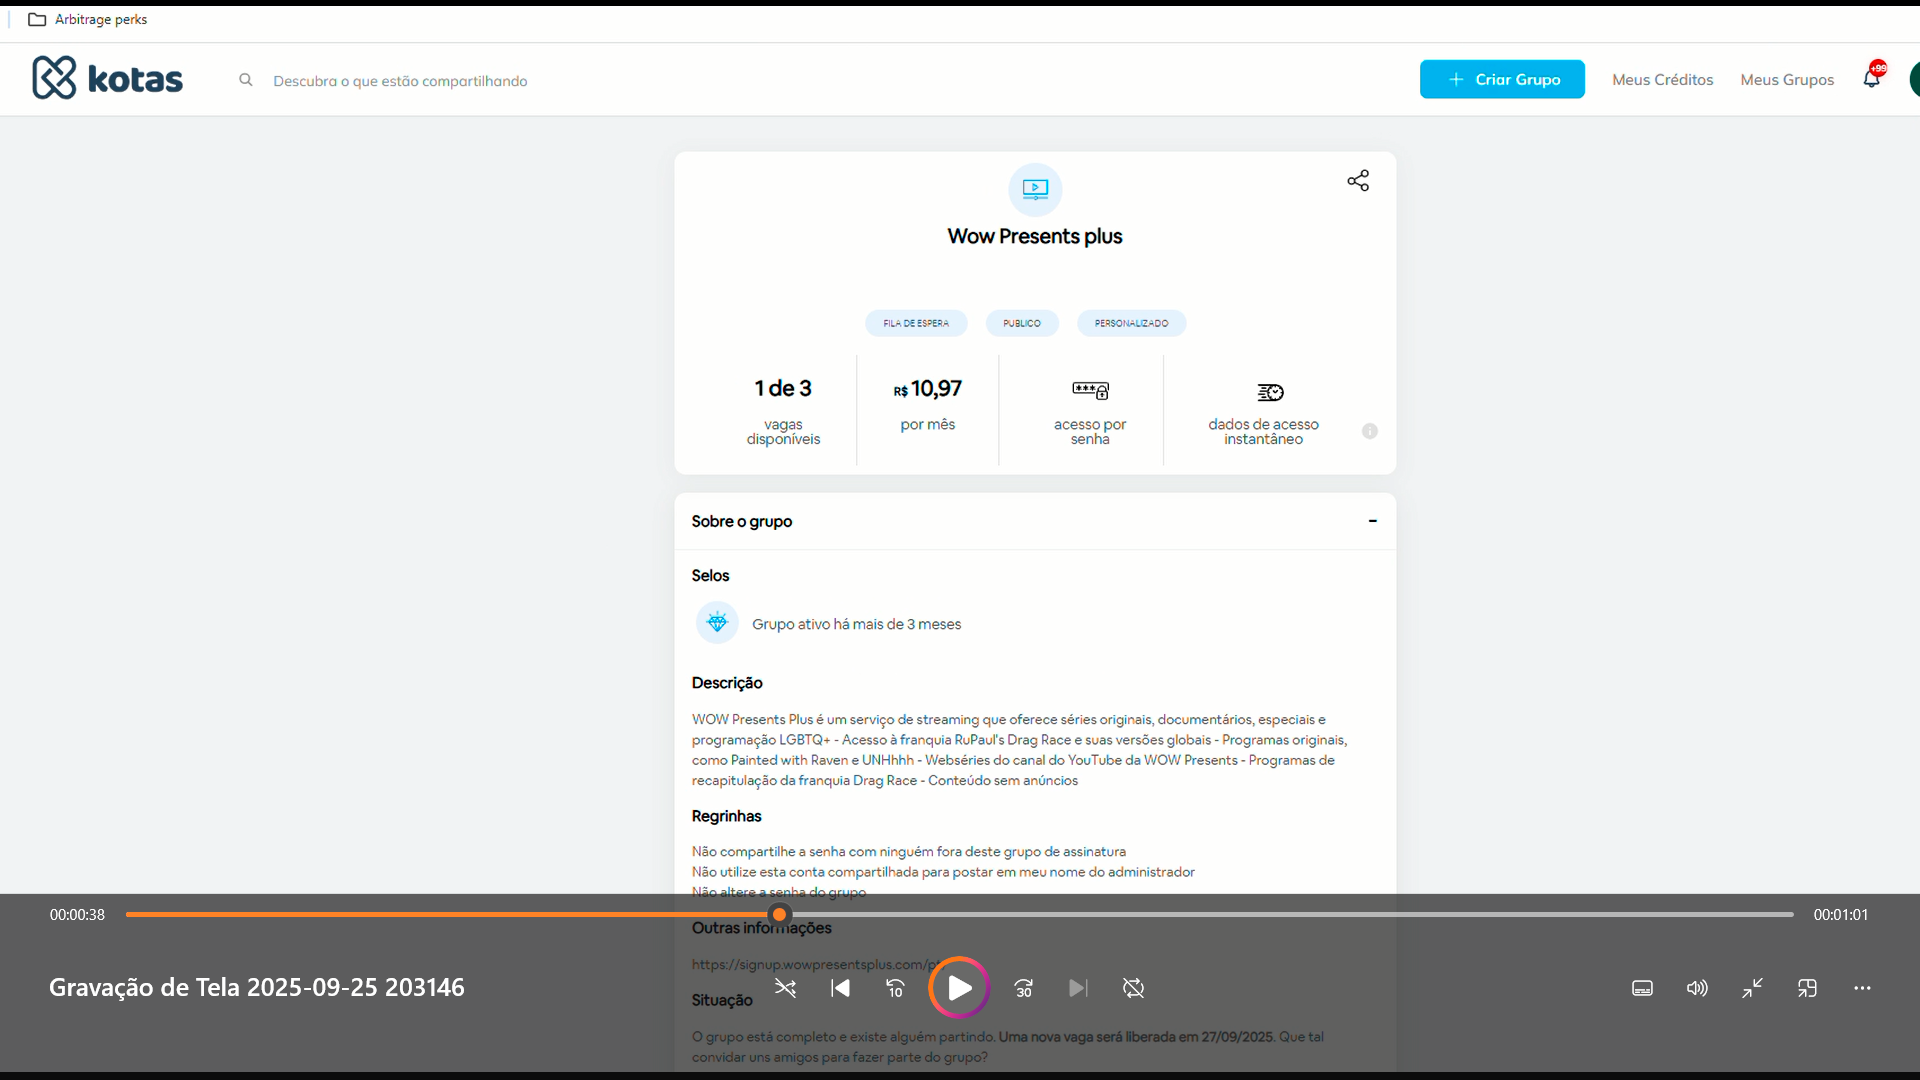 Arbitrage perks
kotas
Descubra o que estão compartilhando
+ Criar Grupo
Meus Créditos
Meus Grupos
+99
Wow Presents plus
FILA DE ESPERA
PUBLICO
PERSONALIZADO
1 de 3
vagas
disponíveis
R$ 10,97
por mês
***
acesso por
senha
dados de acesso
instantâneo
i
Sobre o grupo
-
Selos
Grupo ativo há mais de 3 meses
Descrição
WOW Presents Plus é um serviço de streaming que oferece séries originais, documentários, especiais e
programação LGBTQ+ - Acesso à franquia RuPaul's Drag Race e suas versões globais - Programas originais,
como Painted with Raven e UNHhhh - Webséries do canal do YouTube da WOW Presents - Programas de
recapitulação da franquia Drag Race - Conteúdo sem anúncios
Regrinhas
Não compartilhe a senha com ninguém fora deste grupo de assinatura
Não utilize esta conta compartilhada para postar em meu nome do administrador
Não altere a senha do grupo
00:00:38
00:01:01
Outras informações
https://signup.wowpresentsplus.com/pt
Gravação de Tela 2025-09-25 203146
10
30
Situação
O grupo está completo e existe alguém partindo. Uma nova vaga será liberada em 27/09/2025. Que tal
convidar uns amigos para fazer parte do grupo?